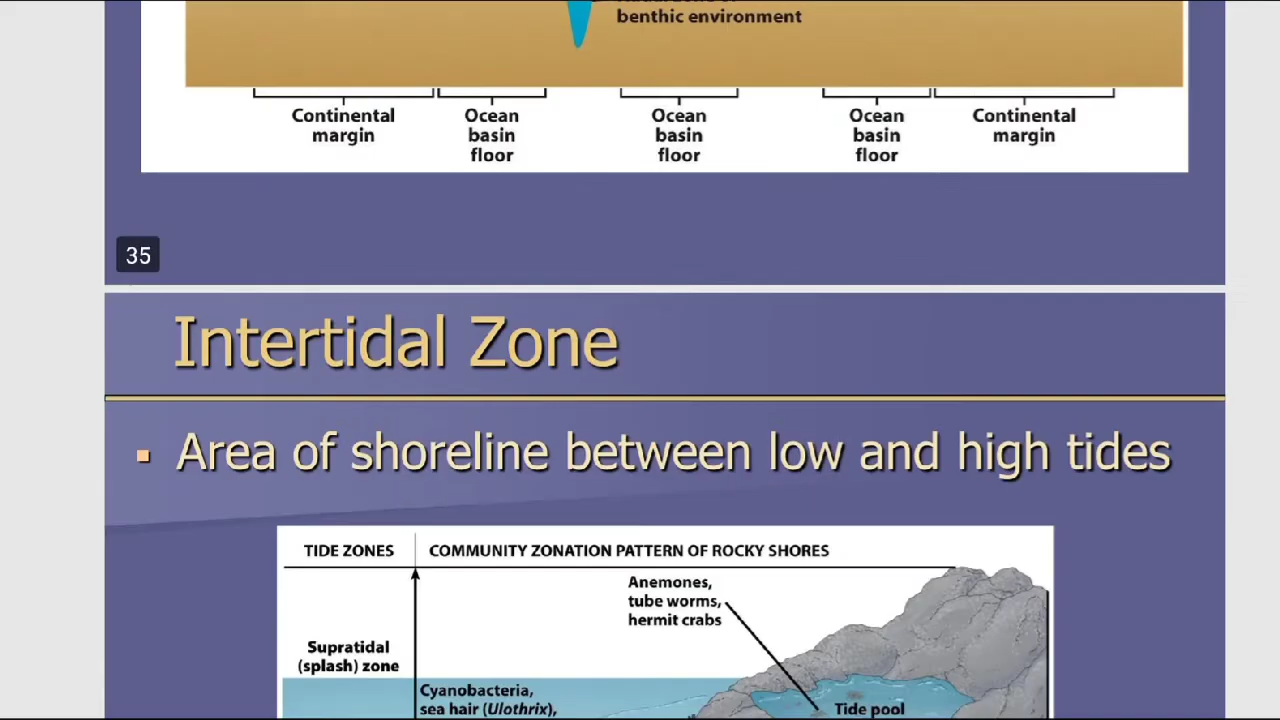 benthic environment
Continental
margin
Ocean
basin
floor
Ocean
basin
floor
Ocean
basin
floor
Continental
margin
35
Intertidal Zone
▪ Area of shoreline between low and high tides
TIDE ZONES
COMMUNITY ZONATION PATTERN OF ROCKY SHORES
Anemones,
tube worms,
hermit crabs
Supratidal
(splash) zone
Cyanobacteria,
sea hair (Ulothrix),
Tide pool